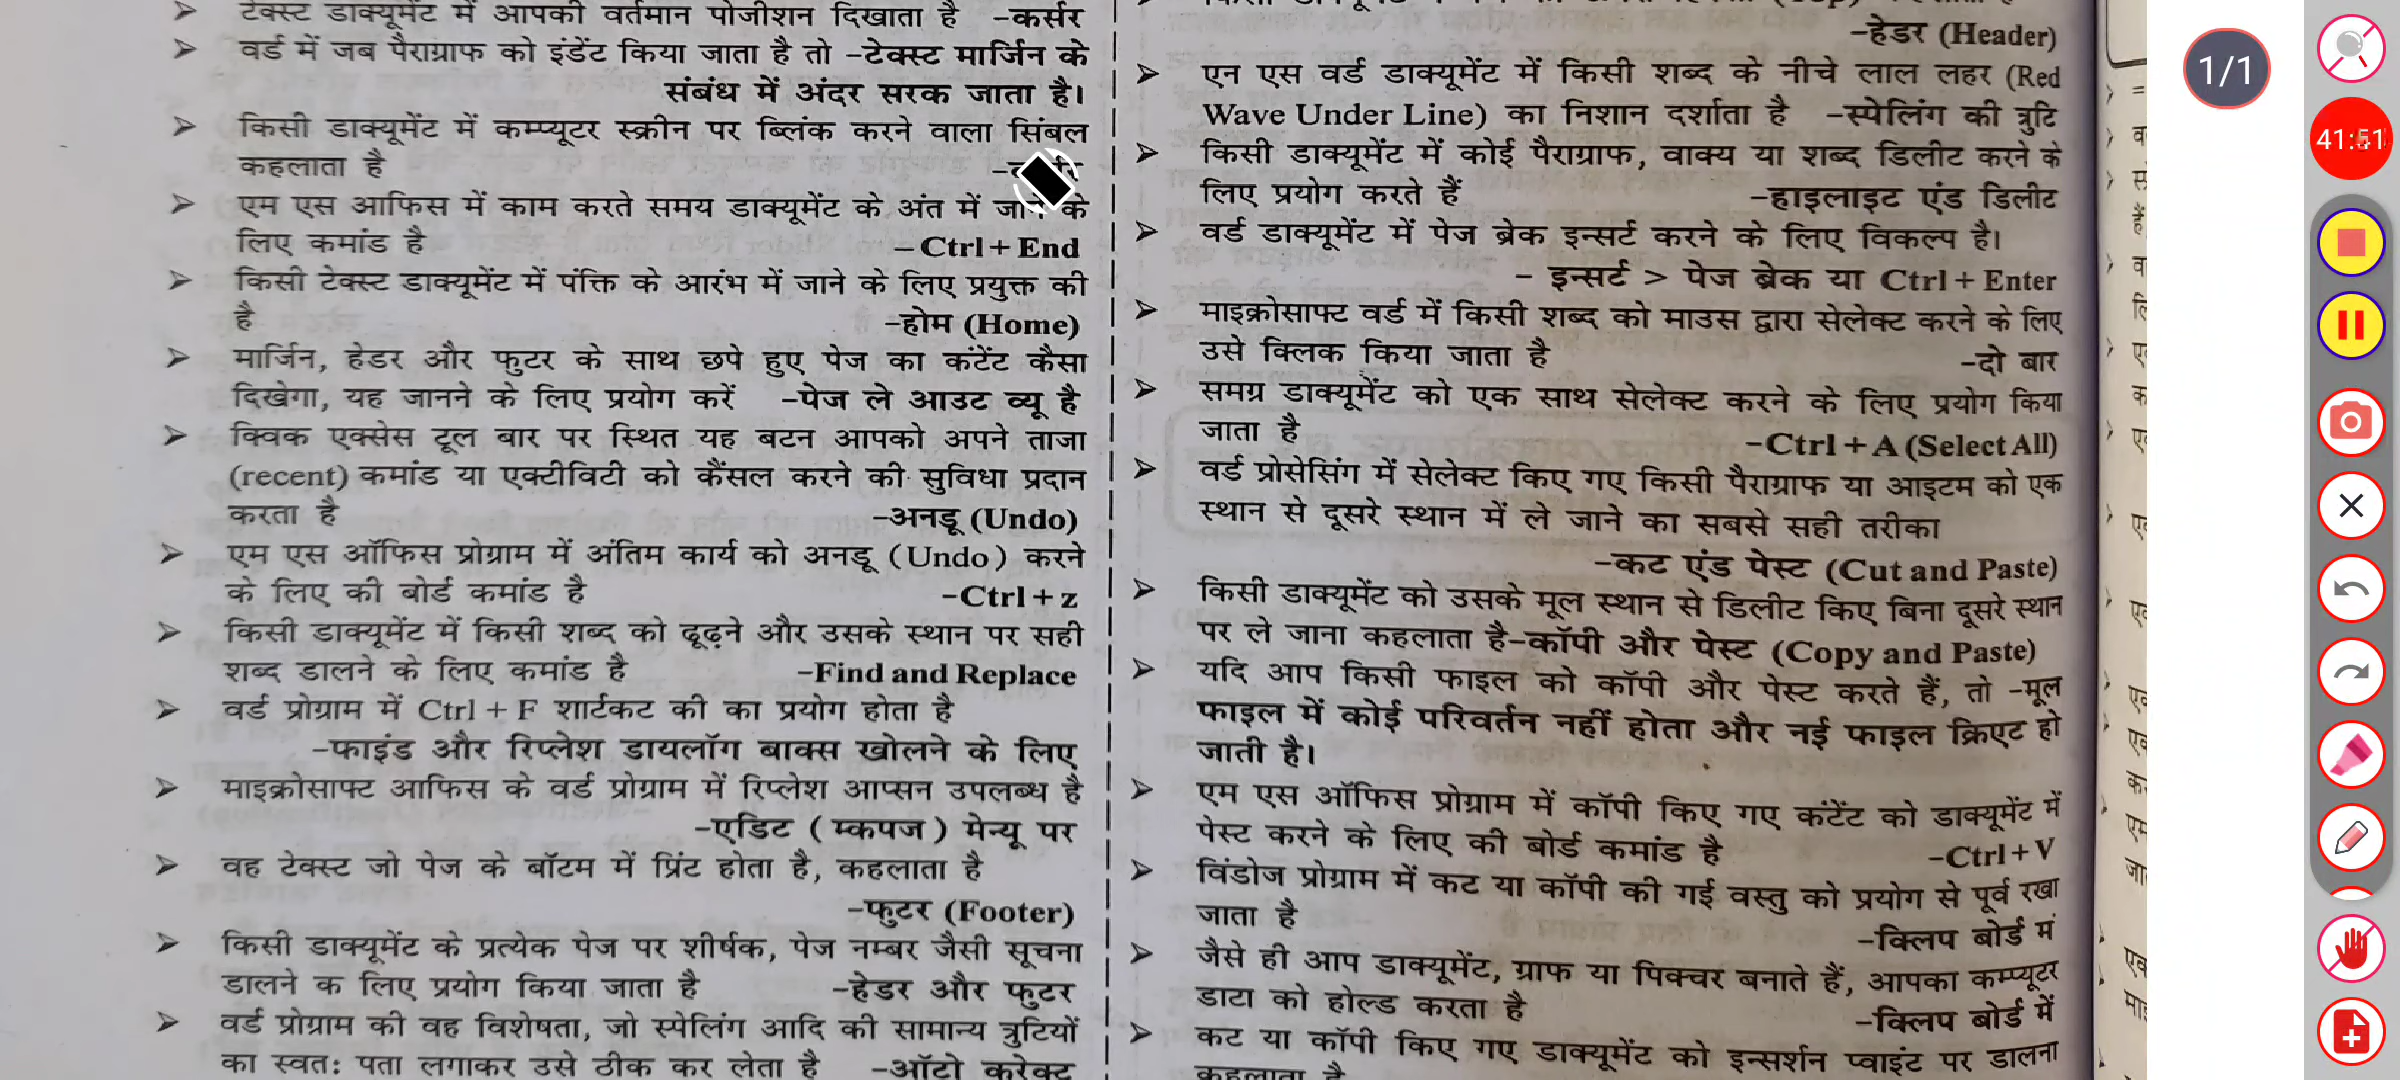 टेक्स्ट डाक्यूमेंट में आपकी वर्तमान पोजीशन दिखाता है -कर्सर
वर्ड में जब पैराग्राफ को इंडेंट किया जाता है तो -टेक्स्ट मार्जिन के
संबंध में अंदर सरक जाता है।
किसी डाक्यूमेंट में कम्प्यूटर स्क्रीन पर ब्लिंक करने वाला सिंबल
कहलाता है
एम एस आफिस में काम करते समय डाक्यूमेंट के अंत में जाने के
लिए कमांड है -Ctrl+End
किसी टेक्स्ट डाक्यूमेंट में पंक्ति के आरंभ में जाने के लिए प्रयुक्त की
है -होम (Home)
मार्जिन, हेडर और फुटर के साथ छपे हुए पेज का कंटेंट कैसा
दिखेगा, यह जानने के लिए प्रयोग करें -पेज ले आउट व्यू है
क्विक एक्सेस टूल बार पर स्थित यह बटन आपको अपने ताजा
(recent) कमांड या एक्टीविटी को कैंसल करने की सुविधा प्रदान
करता है -अनडू (Undo)
एम एस ऑफिस प्रोग्राम में अंतिम कार्य को अनडू (Undo) करने
के लिए की बोर्ड कमांड है -Ctrl+z
किसी डाक्यूमेंट में किसी शब्द को ढूढ़ने और उसके स्थान पर सही
शब्द डालने के लिए कमांड है -Find and Replace
वर्ड प्रोग्राम में Ctrl + F शार्टकट की का प्रयोग होता है
-फाइंड और रिप्लेश डायलॉग बाक्स खोलने के लिए
माइक्रोसाफ्ट आफिस के वर्ड प्रोग्राम में रिप्लेश आप्सन उपलब्ध है
-एडिट (म्कपज) मेन्यू पर
वह टेक्स्ट जो पेज के बॉटम में प्रिंट होता है, कहलाता है
-फुटर (Footer)
किसी डाक्यूमेंट के प्रत्येक पेज पर शीर्षक, पेज नम्बर जैसी सूचना
डालने क लिए प्रयोग किया जाता है -हेडर और फुटर
वर्ड प्रोग्राम की वह विशेषता, जो स्पेलिंग आदि की सामान्य त्रुटियों
का स्वतः पता लगाकर उसे ठीक कर लेता है -ऑटो करेक्ट
-हेडर (Header)
एन एस वर्ड डाक्यूमेंट में किसी शब्द के नीचे लाल लहर (Red
Wave Under Line) का निशान दर्शाता है -स्पेलिंग की त्रुटि
किसी डाक्यूमेंट में कोई पैराग्राफ, वाक्य या शब्द डिलीट करने के
लिए प्रयोग करते हैं -हाइलाइट एंड डिलीट
वर्ड डाक्यूमेंट में पेज ब्रेक इन्सर्ट करने के लिए विकल्प है।
- इन्सर्ट > पेज ब्रेक या Ctrl+Enter
माइक्रोसाफ्ट वर्ड में किसी शब्द को माउस द्वारा सेलेक्ट करने के लिए
उसे क्लिक किया जाता है -दो बार
समग्र डाक्यूमेंट को एक साथ सेलेक्ट करने के लिए प्रयोग किया
जाता है -Ctrl+A (Select All)
वर्ड प्रोसेसिंग में सेलेक्ट किए गए किसी पैराग्राफ या आइटम को एक
स्थान से दूसरे स्थान में ले जाने का सबसे सही तरीका
-कट एंड पेस्ट (Cut and Paste)
किसी डाक्यूमेंट को उसके मूल स्थान से डिलीट किए बिना दूसरे स्थान
पर ले जाना कहलाता है-कॉपी और पेस्ट (Copy and Paste)
यदि आप किसी फाइल को कॉपी और पेस्ट करते हैं, तो -मूल
फाइल में कोई परिवर्तन नहीं होता और नई फाइल क्रिएट हो
जाती है।
एम एस ऑफिस प्रोग्राम में कॉपी किए गए कंटेंट को डाक्यूमेंट में
पेस्ट करने के लिए की बोर्ड कमांड है -Ctrl+V
विंडोज प्रोग्राम में कट या कॉपी की गई वस्तु को प्रयोग से पूर्व रखा
जाता है -क्लिप बोर्ड में
जैसे ही आप डाक्यूमेंट, ग्राफ या पिक्चर बनाते हैं, आपका कम्प्यूटर
डाटा को होल्ड करता है -क्लिप बोर्ड में
कट या कॉपी किए गए डाक्यूमेंट को इन्सर्शन प्वाइंट पर डालना
कहलाता है
1/1